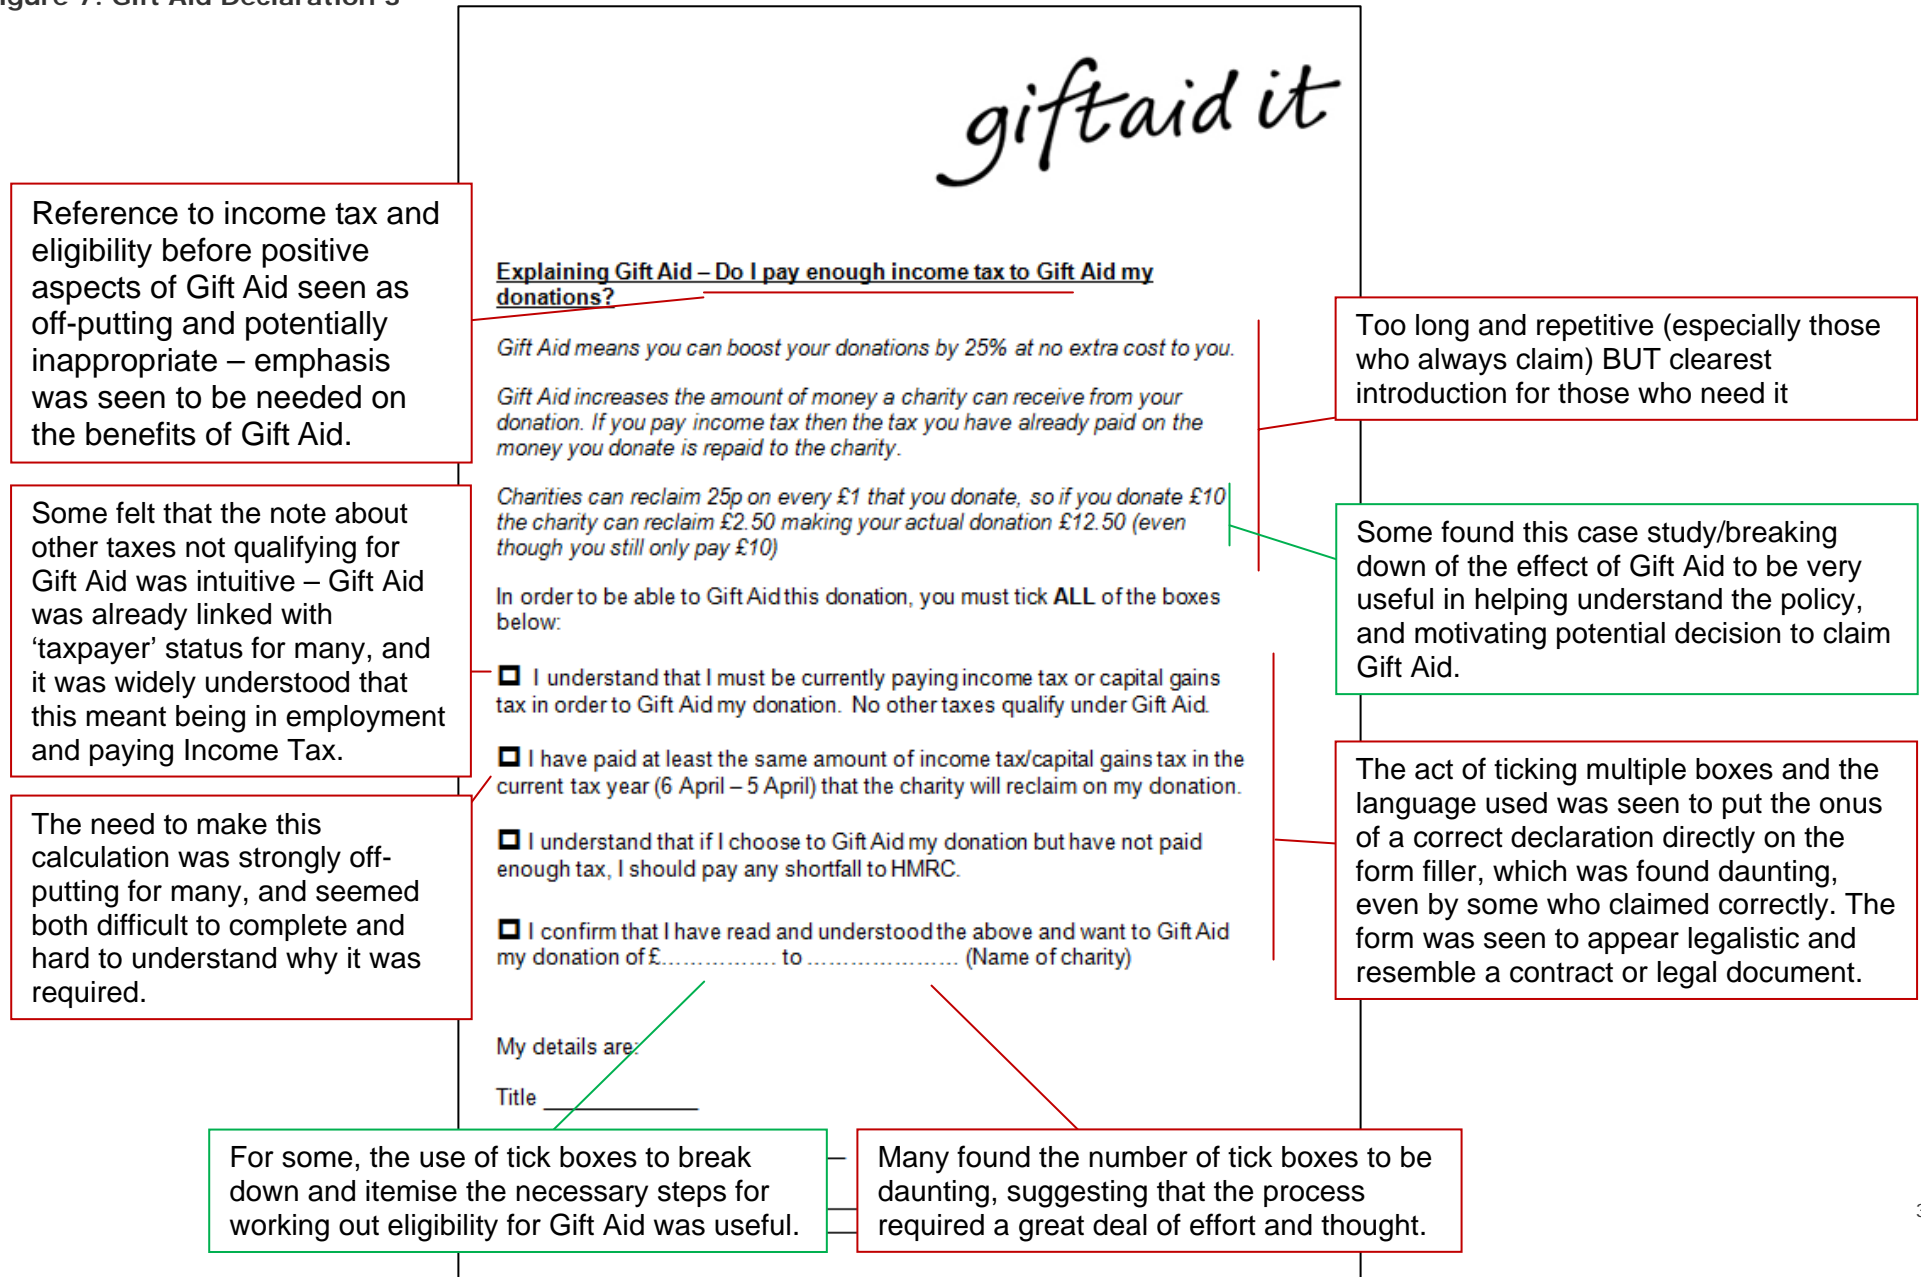 Figure 7: Gift Aid Declaration 3
giftaid it
Reference to income tax and
eligibility before positive
aspects of Gift Aid seen as
off-putting and potentially
inappropriate – emphasis
was seen to be needed on
the benefits of Gift Aid.
Some felt that the note about
other taxes not qualifying for
Gift Aid was intuitive – Gift Aid
was already linked with
‘taxpayer’ status for many, and
it was widely understood that
this meant being in employment
and paying Income Tax.
The need to make this
calculation was strongly off-
putting for many, and seemed
both difficult to complete and
hard to understand why it was
required.
Explaining Gift Aid – Do I pay enough income tax to Gift Aid my
donations?
Gift Aid means you can boost your donations by 25% at no extra cost to you.
Gift Aid increases the amount of money a charity can receive from your
donation. If you pay income tax then the tax you have already paid on the
money you donate is repaid to the charity.
Charities can reclaim 25p on every £1 that you donate, so if you donate £10
the charity can reclaim £2.50 making your actual donation £12.50 (even
though you still only pay £10)
In order to be able to Gift Aid this donation, you must tick ALL of the boxes
below:
I understand that I must be currently paying income tax or capital gains
tax in order to Gift Aid my donation. No other taxes qualify under Gift Aid.
I have paid at least the same amount of income tax/capital gains tax in the
current tax year (6 April – 5 April) that the charity will reclaim on my donation.
I understand that if I choose to Gift Aid my donation but have not paid
enough tax, I should pay any shortfall to HMRC.
I confirm that I have read and understood the above and want to Gift Aid
my donation of £................ to ..................... (Name of charity)
My details are:
Title ___________
Too long and repetitive (especially those
who always claim) BUT clearest
introduction for those who need it
Some found this case study/breaking
down of the effect of Gift Aid to be very
useful in helping understand the policy,
and motivating potential decision to claim
Gift Aid.
The act of ticking multiple boxes and the
language used was seen to put the onus
of a correct declaration directly on the
form filler, which was found daunting,
even by some who claimed correctly. The
form was seen to appear legalistic and
resemble a contract or legal document.
For some, the use of tick boxes to break
down and itemise the necessary steps for
working out eligibility for Gift Aid was useful.
Many found the number of tick boxes to be
daunting, suggesting that the process
required a great deal of effort and thought.